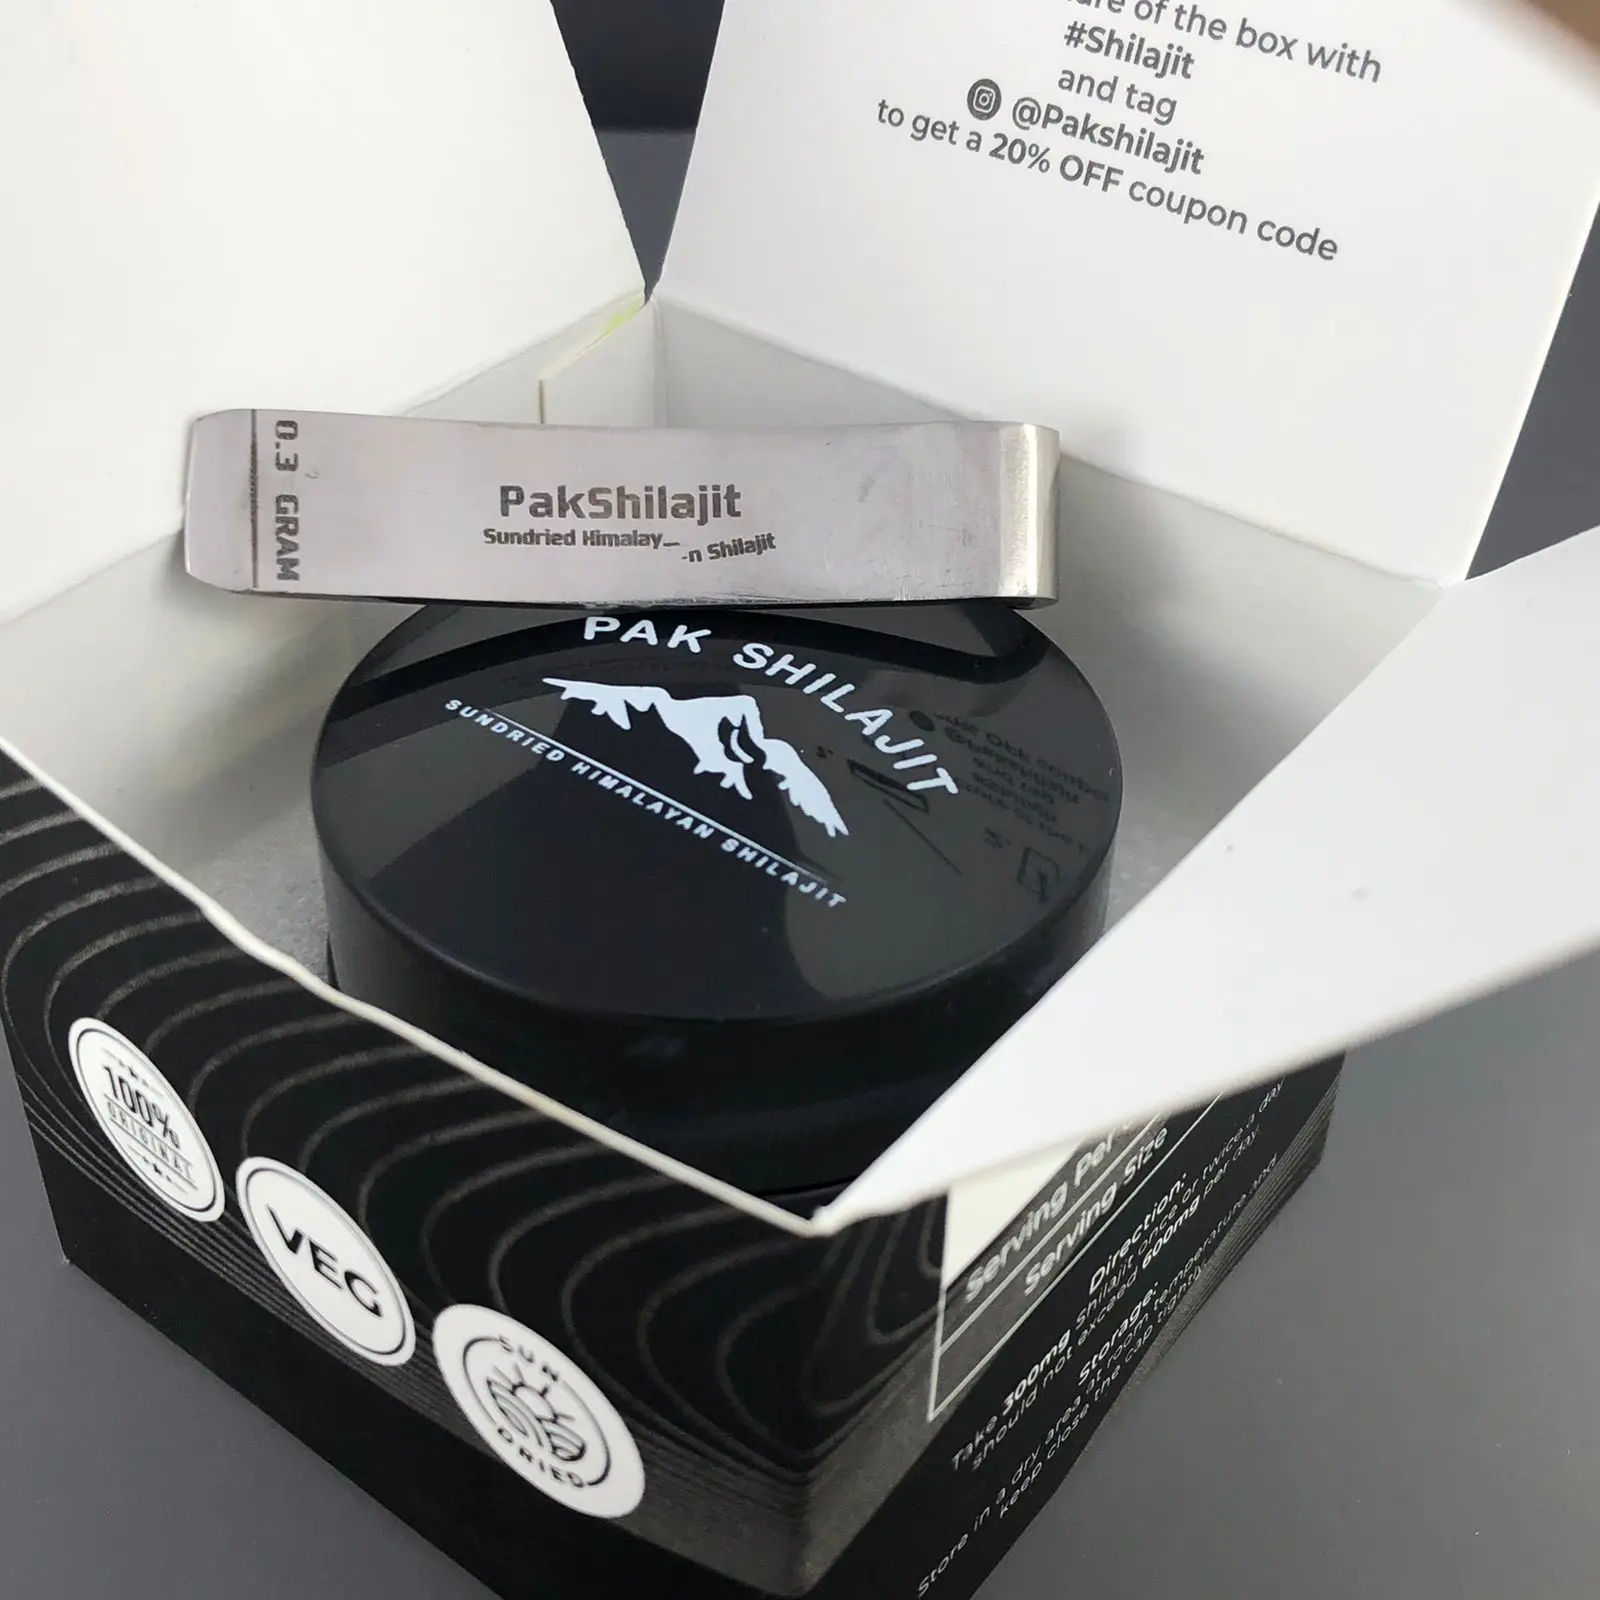 of the box with
#Shilajit
and tag
@Pakshilajit
to get a 20% OFF coupon code
0.3 GRAM
PakShilajit
Sundried Himalay
n Shilajit
PAK SHILAJIT
SUNDRIED HIMALAYAN SHILAJIT
100%
ORIGINAL
VEG
SUN
DRIED
Serving Per
Serving Size
Direction:
Take 300mg Shilajit once or twice a day
should not exceed 600mg per day.
Storage:
Store in a dry area at room temperature and
keep close the cap tightly.